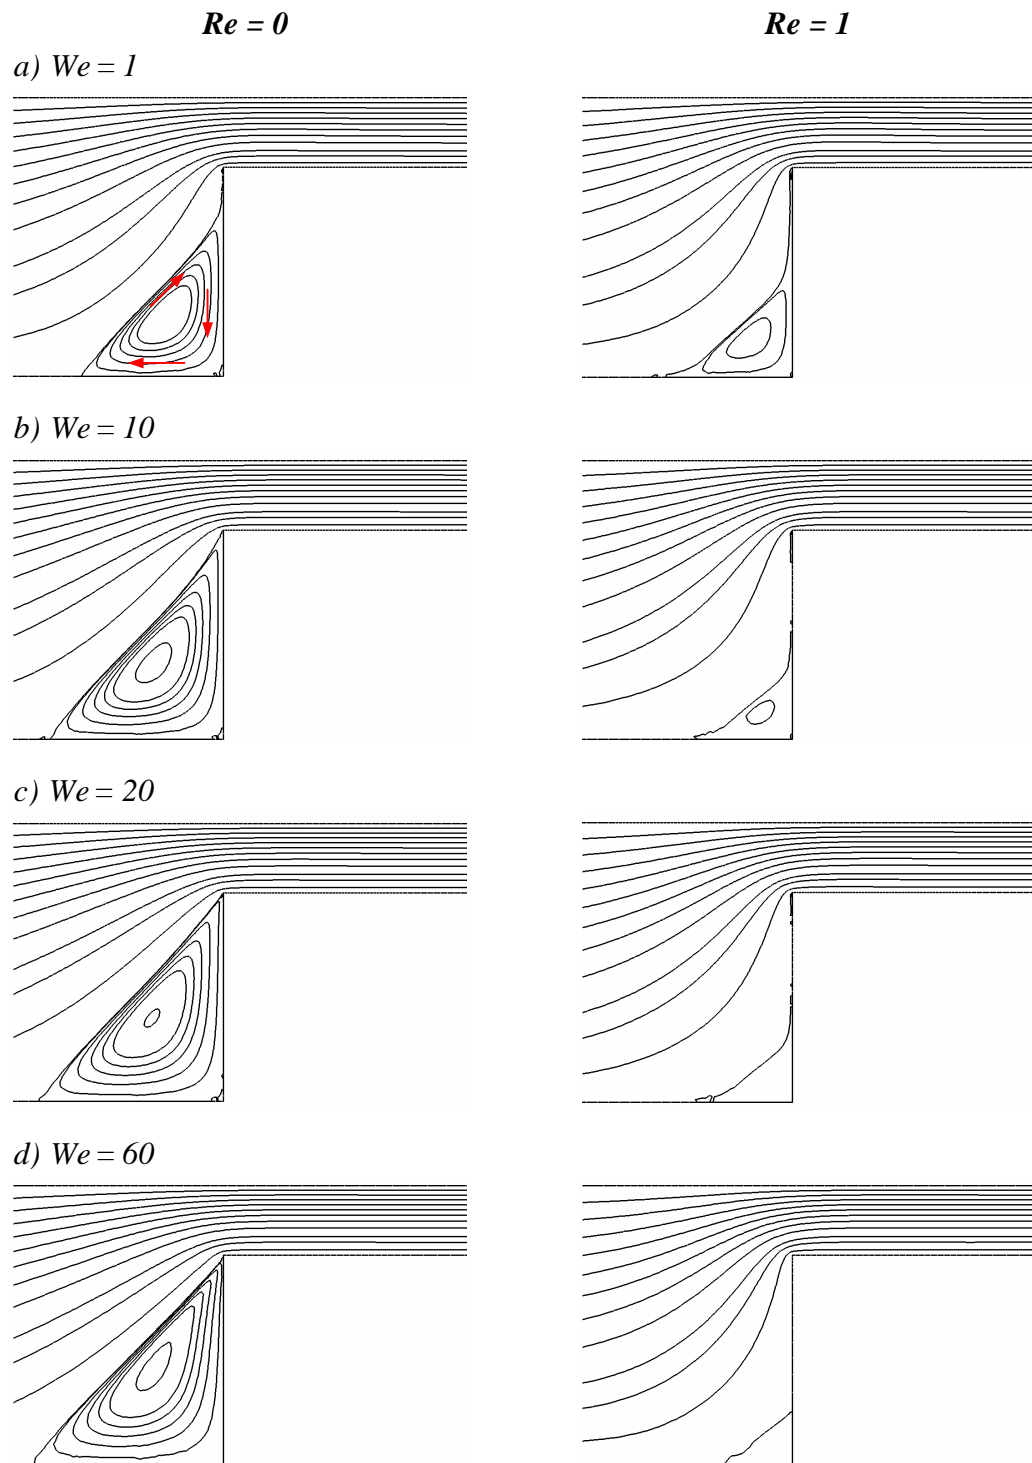 Re = 0 Re = 1
a) We = 1
b) We = 10
c) We = 20
d) We = 60